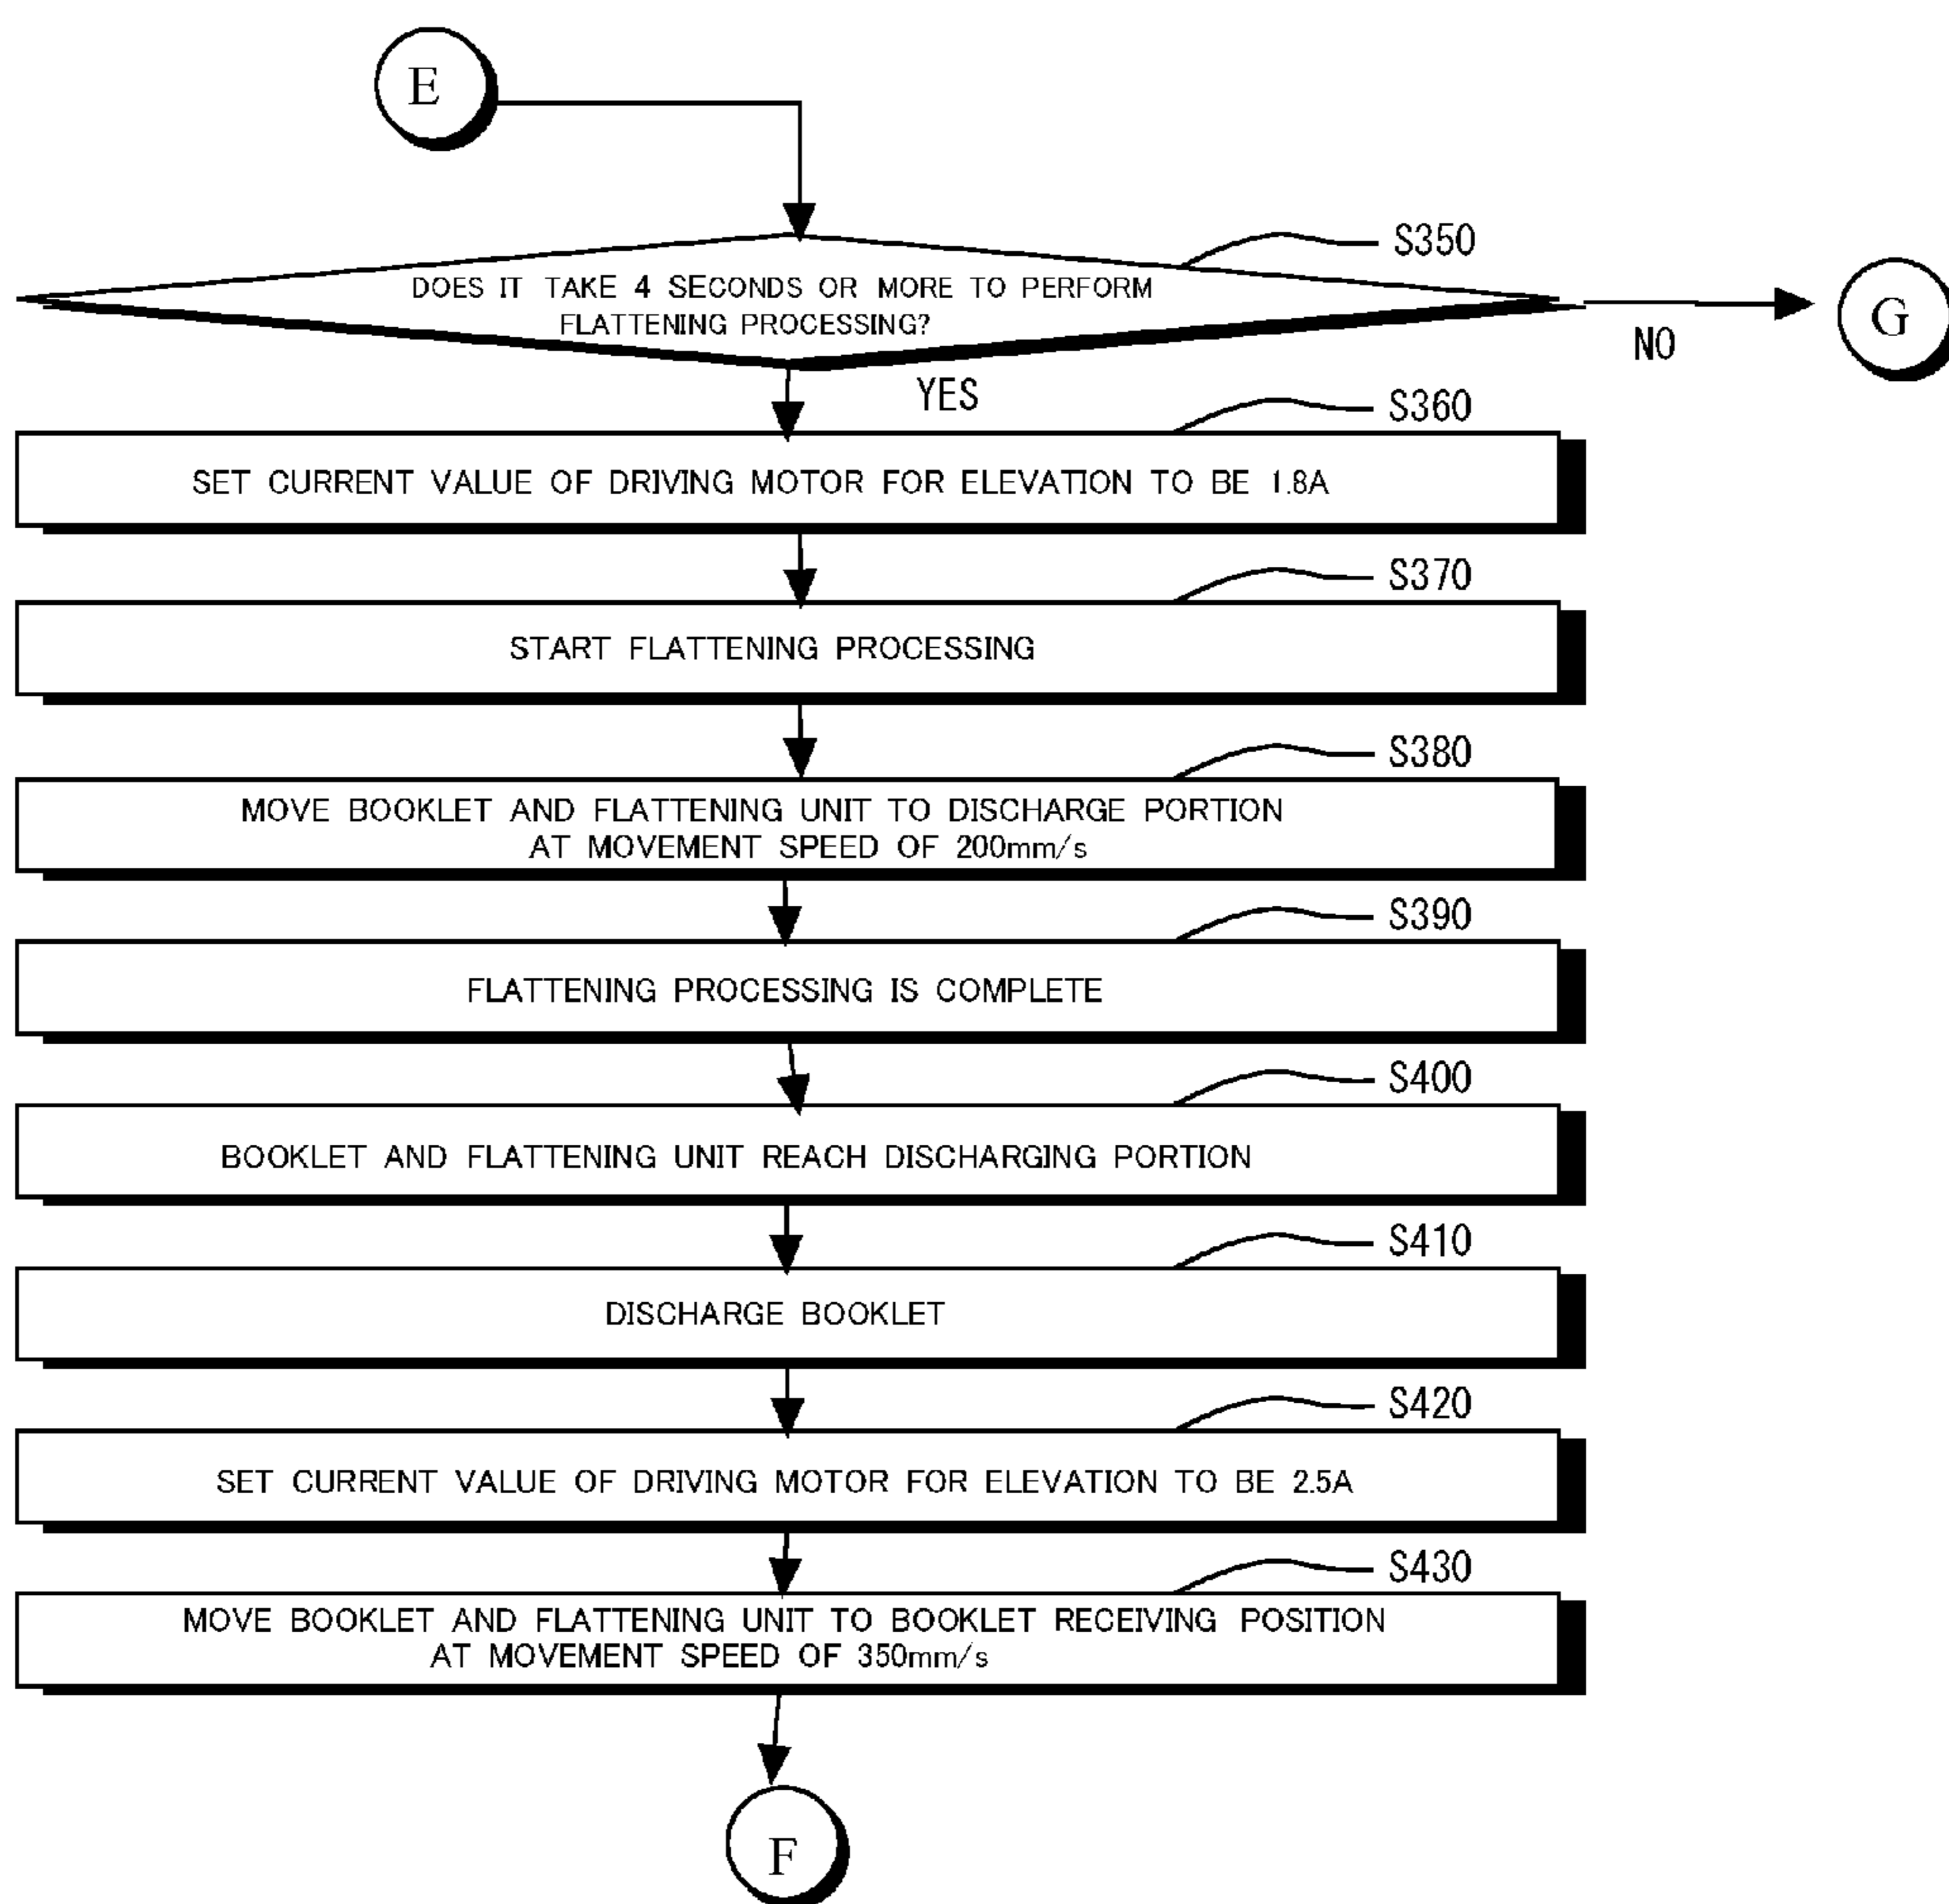 E
S350
DOES IT TAKE 4 SECONDS OR MORE TO PERFORM
FLATTENING PROCESSING?
G
NO
YES
S360
SET CURRENT VALUE OF DRIVING MOTOR FOR ELEVATION TO BE 1.8A
S370
START FLATTENING PROCESSING
S380
MOVE BOOKLET AND FLATTENING UNIT TO DISCHARGE PORTION
AT MOVEMENT SPEED OF 200mm/s
S390
FLATTENING PROCESSING IS COMPLETE
S400
BOOKLET AND FLATTENING UNIT REACH DISCHARGING PORTION
S410
DISCHARGE BOOKLET
S420
SET CURRENT VALUE OF DRIVING MOTOR FOR ELEVATION TO BE 2.5A
S430
MOVE BOOKLET AND FLATTENING UNIT TO BOOKLET RECEIVING POSITION
AT MOVEMENT SPEED OF 350mm/s
F